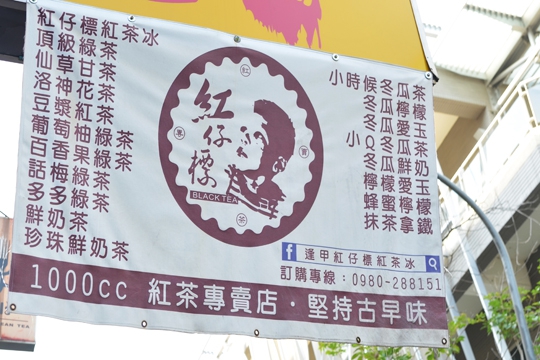 紅仔標紅茶冰
頂級綠茶
仙草甘茶
洛神花茶
豆漿紅茶
葡萄柚綠茶
百香果綠茶
話梅綠茶
多多綠茶
鮮奶茶
珍珠鮮奶茶
紅
專
賣
茶
紅仔標
BLACK TEA
小時候冬瓜茶
冬瓜檸檬
冬瓜愛玉
冬瓜鮮奶
檸檬愛玉
蜂蜜檸檬
抹茶拿鐵
f 逢甲紅仔標紅茶冰
訂購專線：0980-288151
1000cc 紅茶專賣店・堅持古早味